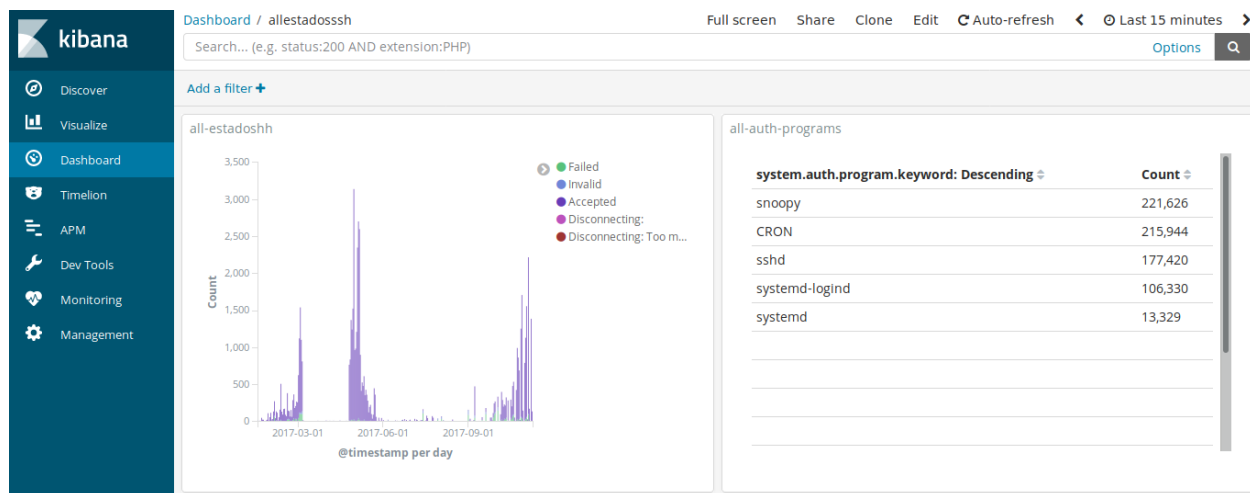 kibana
Discover
Visualize
Dashboard
Timelion
APM
Dev Tools
Monitoring
Management
Dashboard / allestadosssh
Full screen Share Clone Edit Auto-refresh Last 15 minutes
Search... (e.g. status:200 AND extension:PHP)
Options
Add a filter
all-estadoshh
3,500
3,000
2,500
2,000
1,500
1,000
500
0
Count
2017-03-01 2017-06-01 2017-09-01
@timestamp per day
Failed
Invalid
Accepted
Disconnecting:
Disconnecting: Too m...
all-auth-programs
system.auth.program.keyword: Descending Count
snoopy 221,626
CRON 215,944
sshd 177,420
systemd-logind 106,330
systemd 13,329